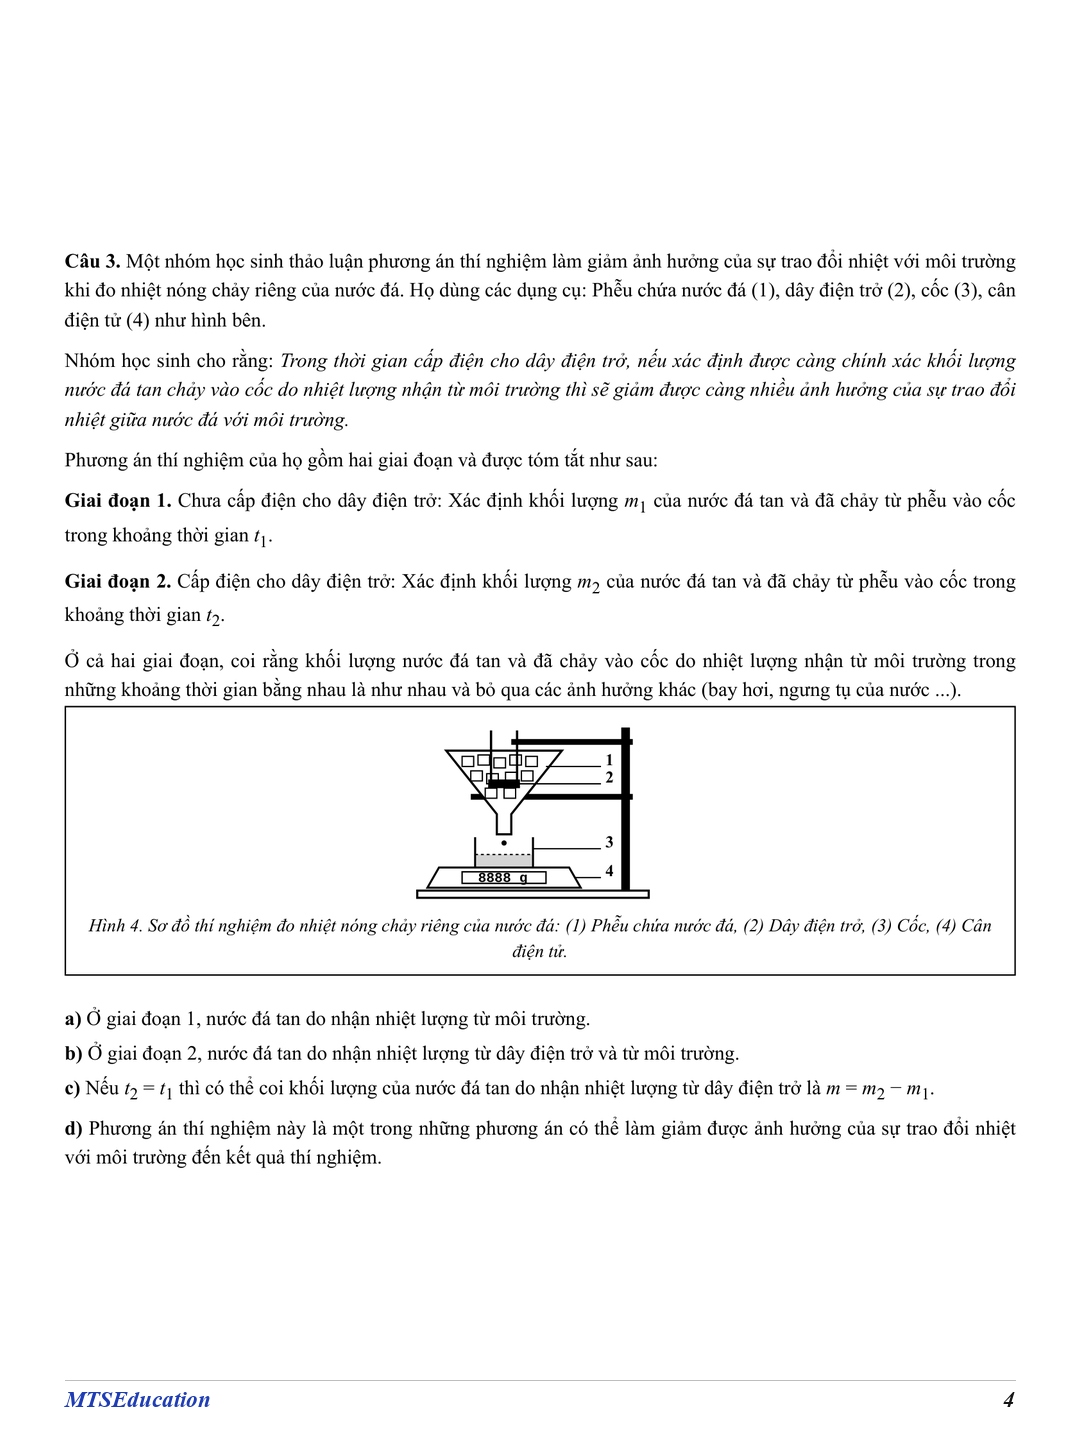 Câu 3. Một nhóm học sinh thảo luận phương án thí nghiệm làm giảm ảnh hưởng của sự trao đổi nhiệt với môi trường
khi đo nhiệt nóng chảy riêng của nước đá. Họ dùng các dụng cụ: Phễu chứa nước đá (1), dây điện trở (2), cốc (3), cân
điện tử (4) như hình bên.
Nhóm học sinh cho rằng: Trong thời gian cấp điện cho dây điện trở, nếu xác định được càng chính xác khối lượng
nước đá tan chảy vào cốc do nhiệt lượng nhận từ môi trường thì sẽ giảm được càng nhiều ảnh hưởng của sự trao đổi
nhiệt giữa nước đá với môi trường.
Phương án thí nghiệm của họ gồm hai giai đoạn và được tóm tắt như sau:
Giai đoạn 1. Chưa cấp điện cho dây điện trở: Xác định khối lượng m₁ của nước đá tan và đã chảy từ phễu vào cốc
trong khoảng thời gian t₁.
Giai đoạn 2. Cấp điện cho dây điện trở: Xác định khối lượng m₂ của nước đá tan và đã chảy từ phễu vào cốc trong
khoảng thời gian t₂.
Ở cả hai giai đoạn, coi rằng khối lượng nước đá tan và đã chảy vào cốc do nhiệt lượng nhận từ môi trường trong
những khoảng thời gian bằng nhau là như nhau và bỏ qua các ảnh hưởng khác (bay hơi, ngưng tụ của nước ...).
1
2
3
4
8888 g
Hình 4. Sơ đồ thí nghiệm đo nhiệt nóng chảy riêng của nước đá: (1) Phễu chứa nước đá, (2) Dây điện trở, (3) Cốc, (4) Cân
điện tử.
a) Ở giai đoạn 1, nước đá tan do nhận nhiệt lượng từ môi trường.
b) Ở giai đoạn 2, nước đá tan do nhận nhiệt lượng từ dây điện trở và từ môi trường.
c) Nếu t₂ = t₁ thì có thể coi khối lượng của nước đá tan do nhận nhiệt lượng từ dây điện trở là m = m₂ − m₁.
d) Phương án thí nghiệm này là một trong những phương án có thể làm giảm được ảnh hưởng của sự trao đổi nhiệt
với môi trường đến kết quả thí nghiệm.
MTSEducation
4